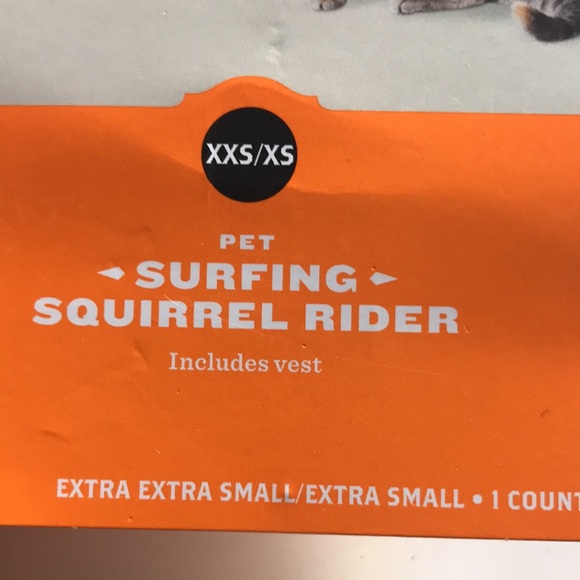 XXS/XS
PET
SURFING
SQUIRREL RIDER
Includes vest
EXTRA EXTRA SMALL/EXTRA SMALL • 1 COUNT